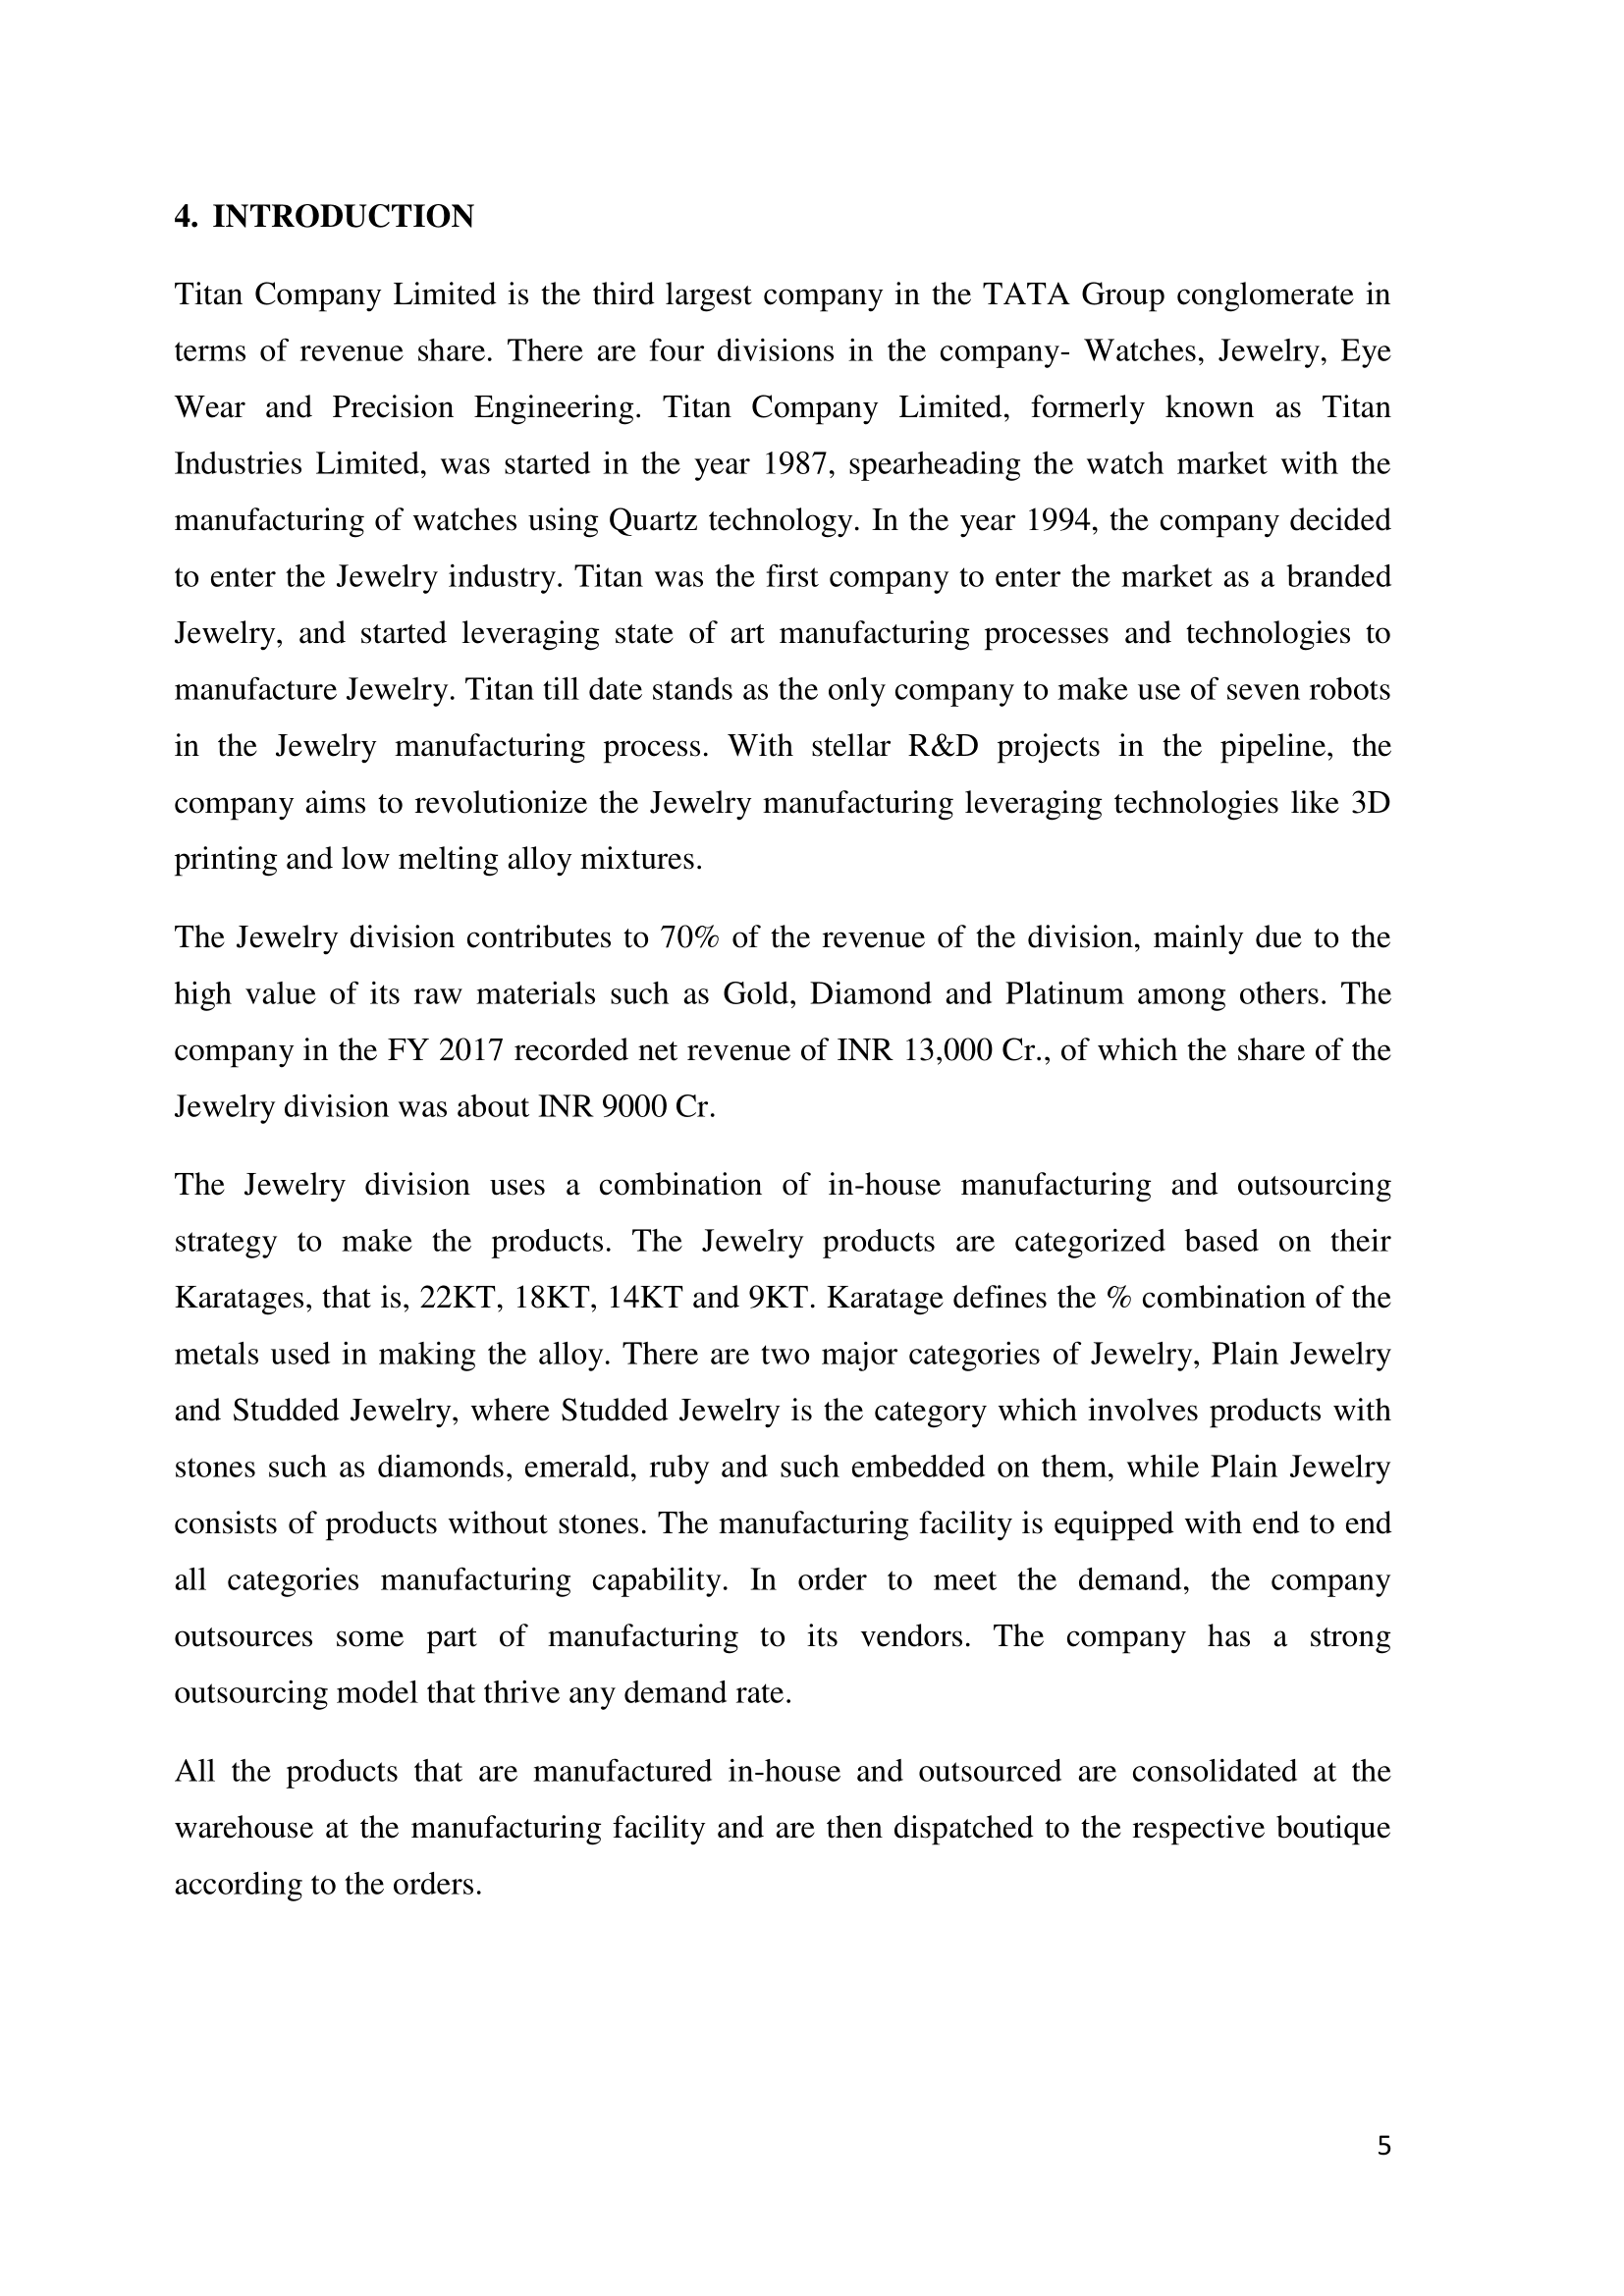 4. INTRODUCTION
Titan Company Limited is the third largest company in the TATA Group conglomerate in
terms of revenue share. There are four divisions in the company- Watches, Jewelry, Eye
Wear and Precision Engineering. Titan Company Limited, formerly known as Titan
Industries Limited, was started in the year 1987, spearheading the watch market with the
manufacturing of watches using Quartz technology. In the year 1994, the company decided
to enter the Jewelry industry. Titan was the first company to enter the market as a branded
Jewelry, and started leveraging state of art manufacturing processes and technologies to
manufacture Jewelry. Titan till date stands as the only company to make use of seven robots
in the Jewelry manufacturing process. With stellar R&D projects in the pipeline, the
company aims to revolutionize the Jewelry manufacturing leveraging technologies like 3D
printing and low melting alloy mixtures.
The Jewelry division contributes to 70% of the revenue of the division, mainly due to the
high value of its raw materials such as Gold, Diamond and Platinum among others. The
company in the FY 2017 recorded net revenue of INR 13,000 Cr., of which the share of the
Jewelry division was about INR 9000 Cr.
The Jewelry division uses a combination of in-house manufacturing and outsourcing
strategy to make the products. The Jewelry products are categorized based on their
Karatages, that is, 22KT, 18KT, 14KT and 9KT. Karatage defines the % combination of the
metals used in making the alloy. There are two major categories of Jewelry, Plain Jewelry
and Studded Jewelry, where Studded Jewelry is the category which involves products with
stones such as diamonds, emerald, ruby and such embedded on them, while Plain Jewelry
consists of products without stones. The manufacturing facility is equipped with end to end
all categories manufacturing capability. In order to meet the demand, the company
outsources some part of manufacturing to its vendors. The company has a strong
outsourcing model that thrive any demand rate.
All the products that are manufactured in-house and outsourced are consolidated at the
warehouse at the manufacturing facility and are then dispatched to the respective boutique
according to the orders.
5